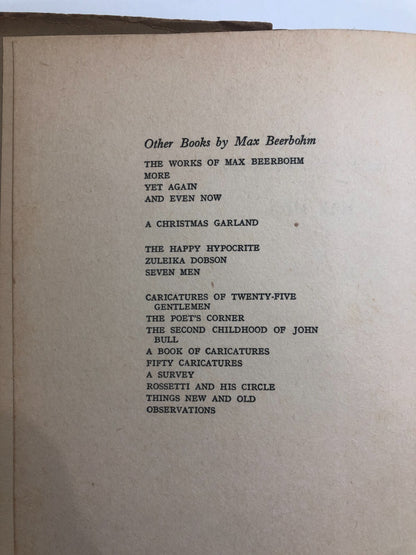 Other Books by Max Beerbohm
THE WORKS OF MAX BEERBOHM
MORE
YET AGAIN
AND EVEN NOW
A CHRISTMAS GARLAND
THE HAPPY HYPOCRITE
ZULEIKA DOBSON
SEVEN MEN
CARICATURES OF TWENTY-FIVE
GENTLEMEN
THE POET'S CORNER
THE SECOND CHILDHOOD OF JOHN
BULL
A BOOK OF CARICATURES
FIFTY CARICATURES
A SURVEY
ROSSETTI AND HIS CIRCLE
THINGS NEW AND OLD
OBSERVATIONS